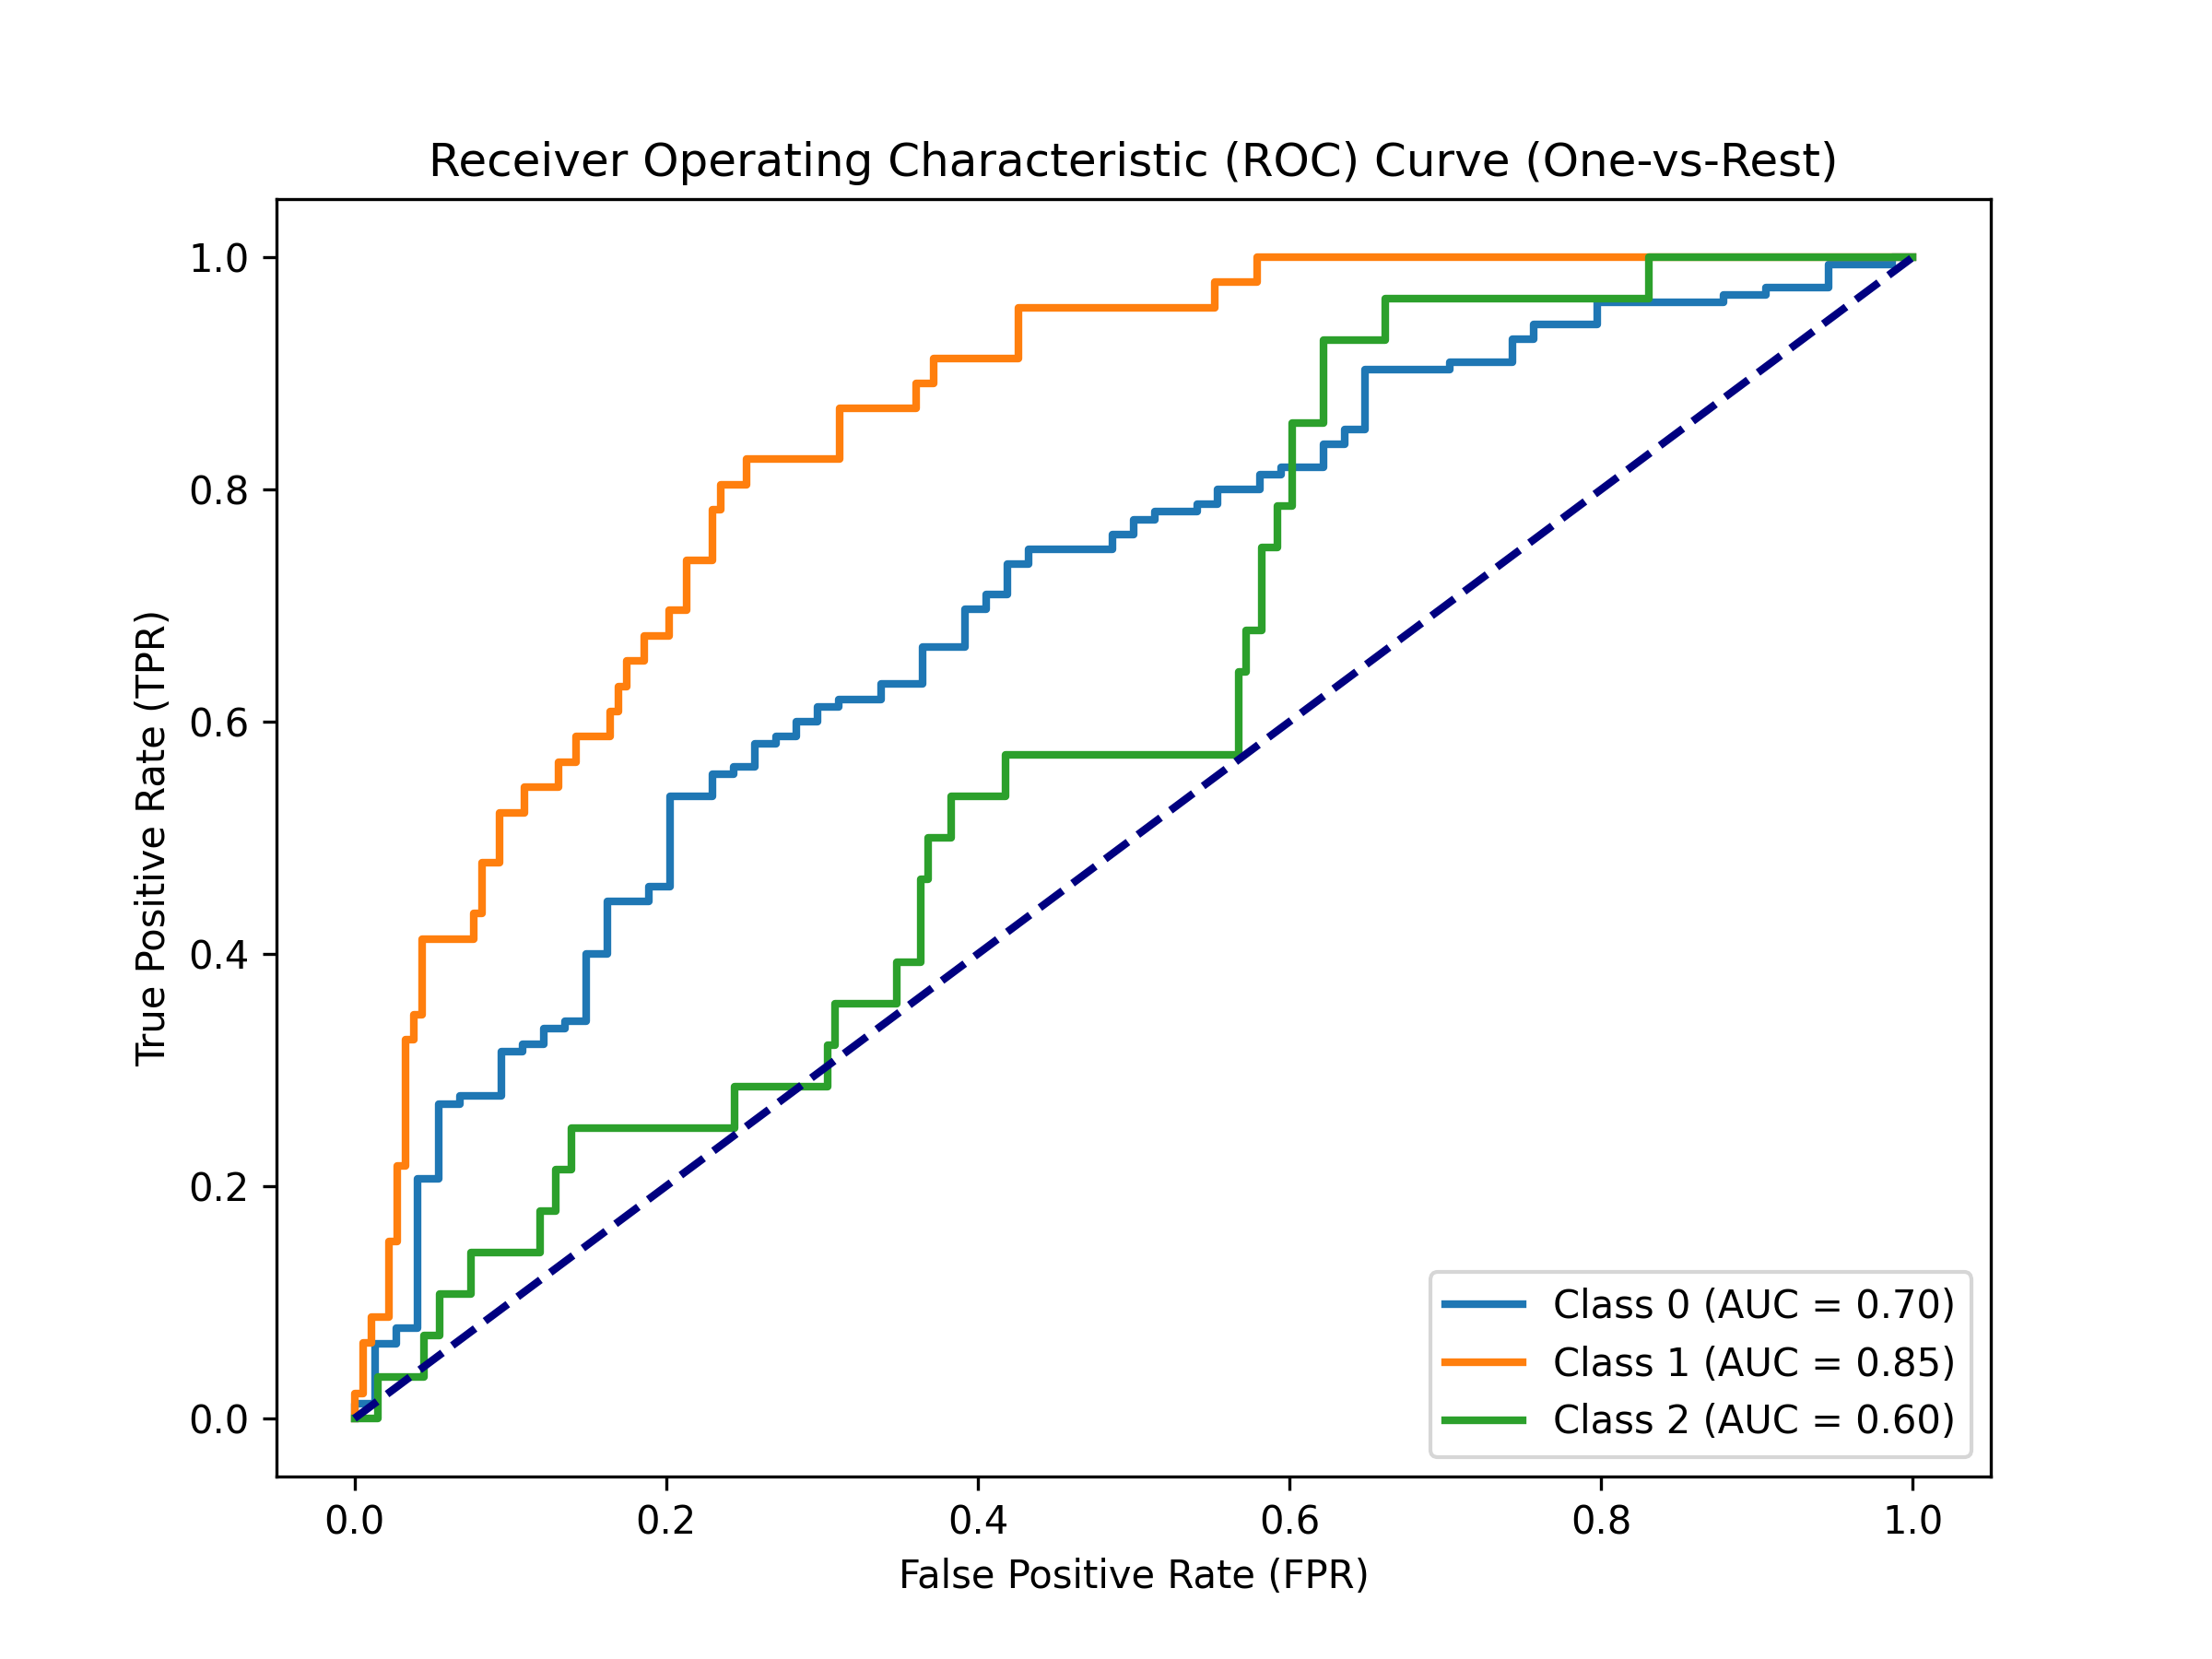 Receiver Operating Characteristic (ROC) Curve (One-vs-Rest)
True Positive Rate (TPR)
1.0
0.8
0.6
0.4
0.2
0.0
0.0 0.2 0.4 0.6 0.8 1.0
False Positive Rate (FPR)
Class 0 (AUC = 0.70)
Class 1 (AUC = 0.85)
Class 2 (AUC = 0.60)